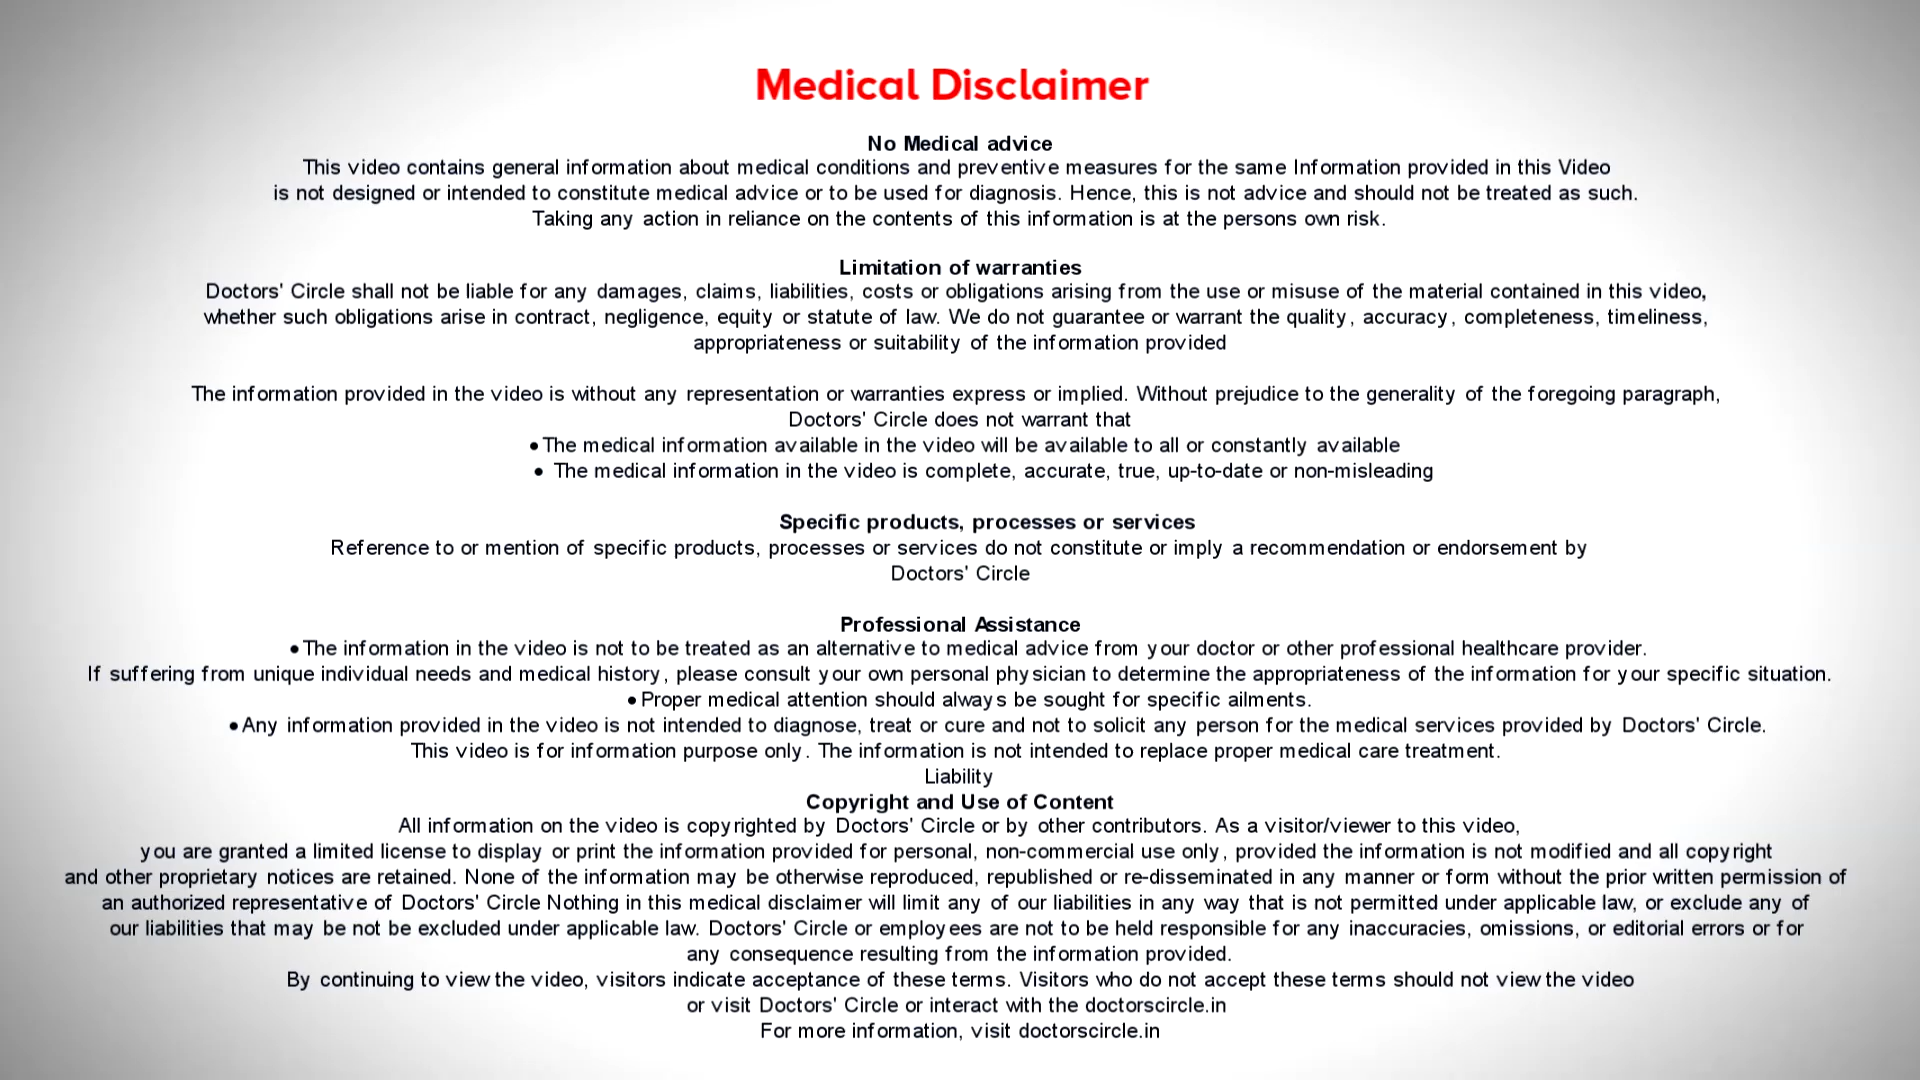 Medical Disclaimer
No Medical advice
This video contains general information about medical conditions and preventive measures for the same Information provided in this Video
is not designed or intended to constitute medical advice or to be used for diagnosis. Hence, this is not advice and should not be treated as such.
Taking any action in reliance on the contents of this information is at the persons own risk.
Limitation of warranties
Doctors' Circle shall not be liable for any damages, claims, liabilities, costs or obligations arising from the use or misuse of the material contained in this video,
whether such obligations arise in contract, negligence, equity or statute of law. We do not guarantee or warrant the quality, accuracy, completeness, timeliness,
appropriateness or suitability of the information provided
The information provided in the video is without any representation or warranties express or implied. Without prejudice to the generality of the foregoing paragraph,
Doctors' Circle does not warrant that
• The medical information available in the video will be available to all or constantly available
• The medical information in the video is complete, accurate, true, up-to-date or non-misleading
Specific products, processes or services
Reference to or mention of specific products, processes or services do not constitute or imply a recommendation or endorsement by
Doctors' Circle
Professional Assistance
• The information in the video is not to be treated as an alternative to medical advice from your doctor or other professional healthcare provider.
If suffering from unique individual needs and medical history, please consult your own personal physician to determine the appropriateness of the information for your specific situation.
• Proper medical attention should always be sought for specific ailments.
• Any information provided in the video is not intended to diagnose, treat or cure and not to solicit any person for the medical services provided by Doctors' Circle.
This video is for information purpose only. The information is not intended to replace proper medical care treatment.
Liability
Copyright and Use of Content
All information on the video is copyrighted by Doctors' Circle or by other contributors. As a visitor/viewer to this video,
you are granted a limited license to display or print the information provided for personal, non-commercial use only, provided the information is not modified and all copyright
and other proprietary notices are retained. None of the information may be otherwise reproduced, republished or re-disseminated in any manner or form without the prior written permission of
an authorized representative of Doctors' Circle Nothing in this medical disclaimer will limit any of our liabilities in any way that is not permitted under applicable law, or exclude any of
our liabilities that may be not be excluded under applicable law. Doctors' Circle or employees are not to be held responsible for any inaccuracies, omissions, or editorial errors or for
any consequence resulting from the information provided.
By continuing to view the video, visitors indicate acceptance of these terms. Visitors who do not accept these terms should not view the video
or visit Doctors' Circle or interact with the doctorscircle.in
For more information, visit doctorscircle.in